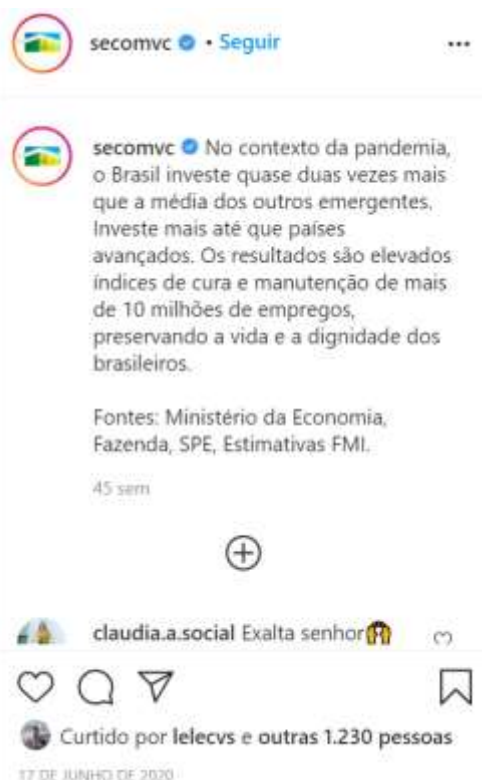 secomvc • Seguir
secomvc No contexto da pandemia,
o Brasil investe quase duas vezes mais
que a média dos outros emergentes.
Investe mais até que países
avançados. Os resultados são elevados
índices de cura e manutenção de mais
de 10 milhões de empregos,
preservando a vida e a dignidade dos
brasileiros.
Fontes: Ministério da Economia,
Fazenda, SPE, Estimativas FMI.
45 sem
claudia.a.social Exalta senhor
Curtido por lelecvs e outras 1.230 pessoas
17 DE JUNHO DE 2020